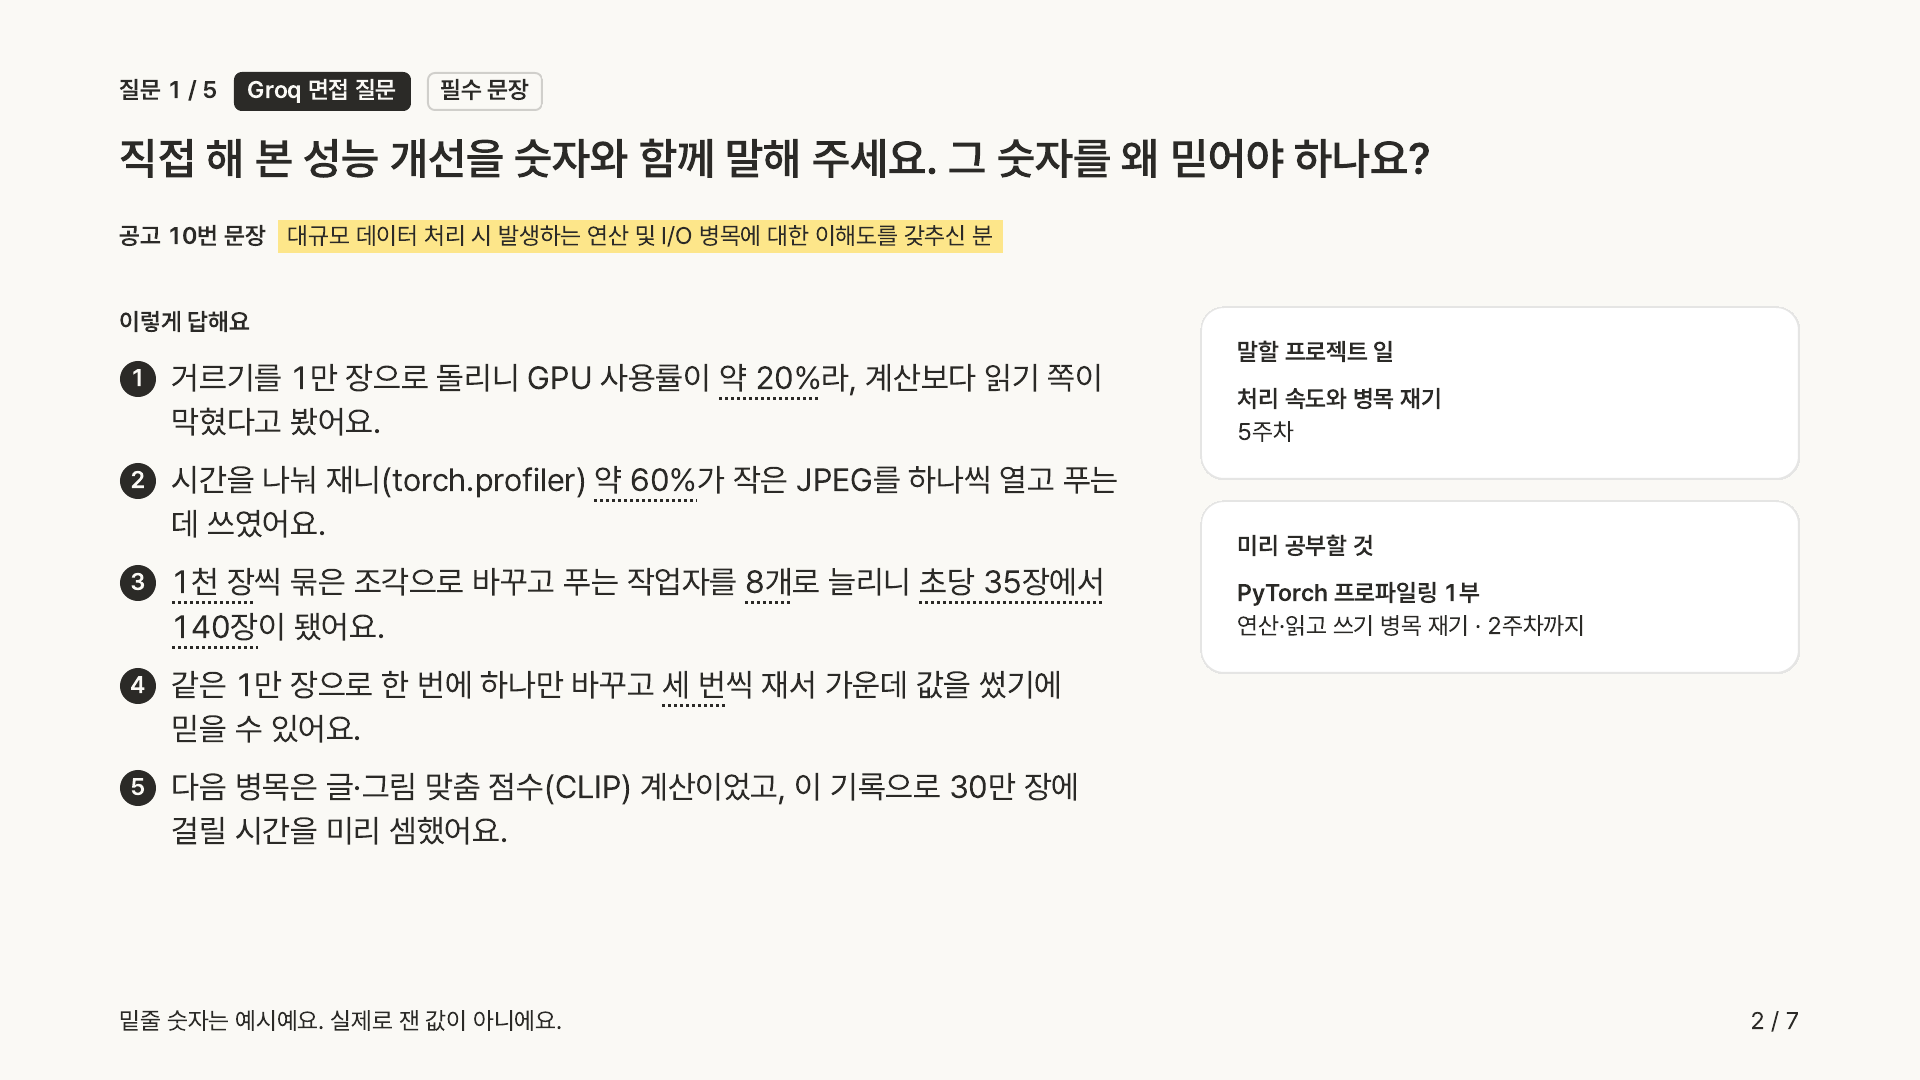 질문 1 / 5 Groq 면접 질문 필수 문장
직접 해 본 성능 개선을 숫자와 함께 말해 주세요. 그 숫자를 왜 믿어야 하나요?
공고 10번 문장 대규모 데이터 처리 시 발생하는 연산 및 I/O 병목에 대한 이해도를 갖추신 분
이렇게 답해요
1 거르기를 1만 장으로 돌리니 GPU 사용률이 약 20%라, 계산보다 읽기 쪽이
막혔다고 봤어요.
2 시간을 나눠 재니(torch.profiler) 약 60%가 작은 JPEG를 하나씩 열고 푸는
데 쓰였어요.
3 1천 장씩 묶은 조각으로 바꾸고 푸는 작업자를 8개로 늘리니 초당 35장에서
140장이 됐어요.
4 같은 1만 장으로 한 번에 하나만 바꾸고 세 번씩 재서 가운데 값을 썼기에
믿을 수 있어요.
5 다음 병목은 글·그림 맞춤 점수(CLIP) 계산이었고, 이 기록으로 30만 장에
걸릴 시간을 미리 셈했어요.
말할 프로젝트 일
처리 속도와 병목 재기
5주차
미리 공부할 것
PyTorch 프로파일링 1부
연산·읽고 쓰기 병목 재기 · 2주차까지
밑줄 숫자는 예시예요. 실제로 잰 값이 아니에요.
2 / 7